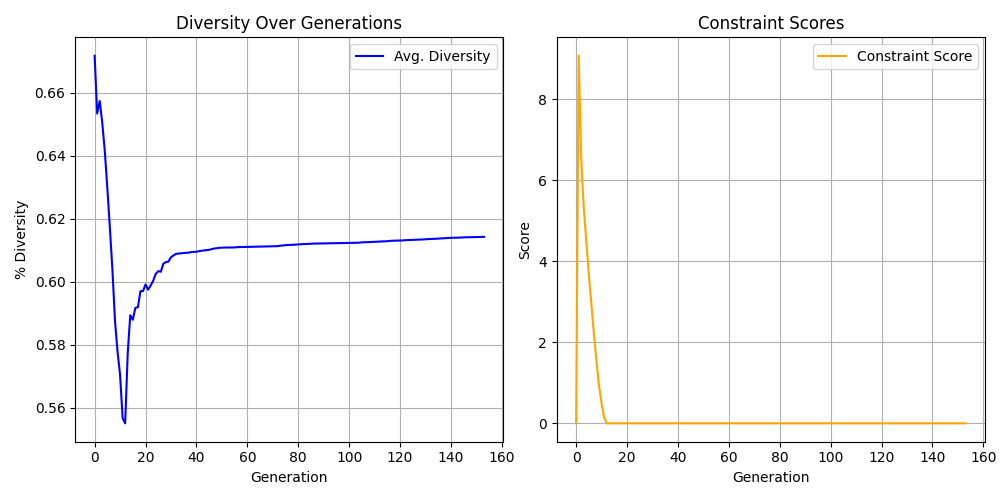 Diversity Over Generations
Avg. Diversity
% Diversity
0.66
0.64
0.62
0.60
0.58
0.56
0 20 40 60 80 100 120 140 160
Generation
Constraint Scores
Constraint Score
Score
8
6
4
2
0
0 20 40 60 80 100 120 140 160
Generation